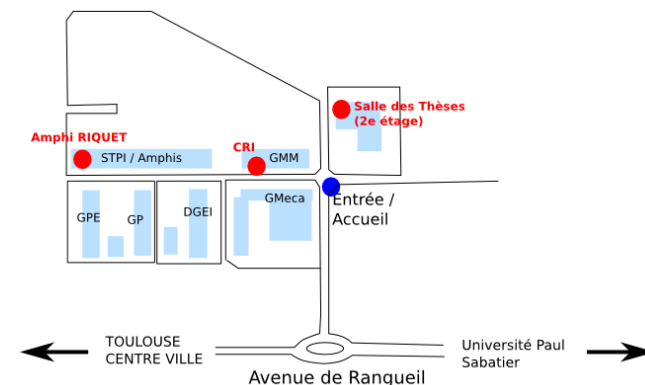 Salle des Thèses
(2e étage)
Amphi RIQUET
CRI
STPI / Amphis
GMM
GPE
GP
DGEI
GMeca
Entrée /
Accueil
TOULOUSE
CENTRE VILLE
Université Paul
Sabatier
Avenue de Rangueil